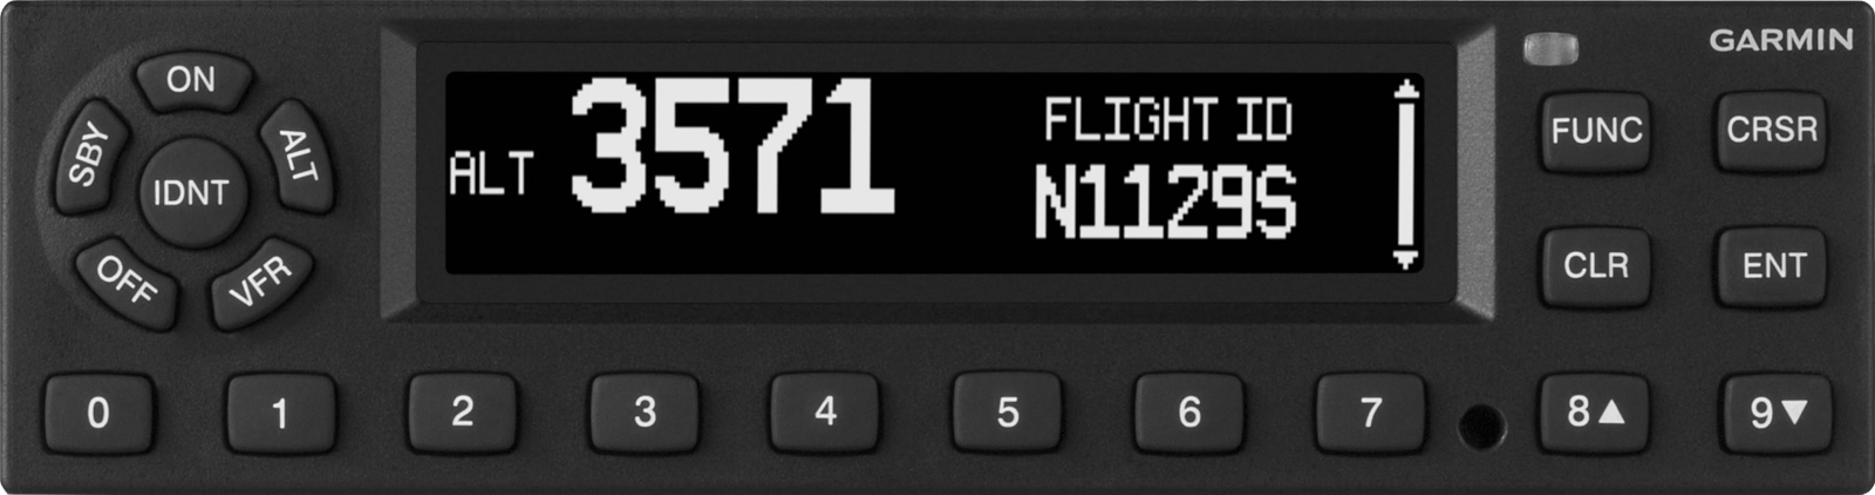 GARMIN
ON
SBY
ALT
IDNT
OFF
VFR
ALT
3571
FLIGHT ID
N1129S
FUNC
CRSR
CLR
ENT
0 1 2 3 4 5 6 7 8▲ 9▼